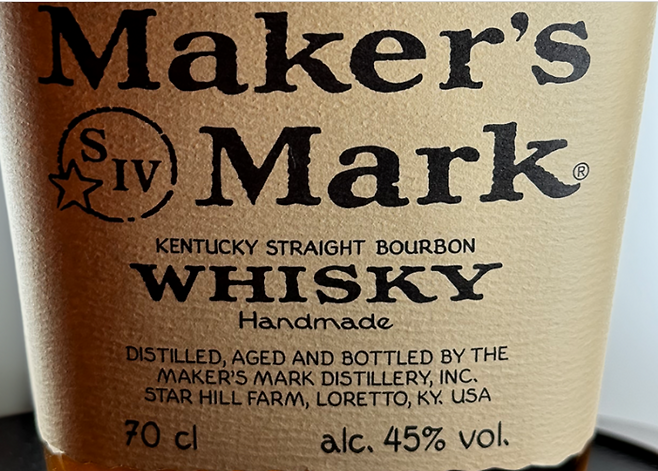 Maker's
S IV
Mark®
KENTUCKY STRAIGHT BOURBON
WHISKY
Handmade
DISTILLED, AGED AND BOTTLED BY THE
MAKER'S MARK DISTILLERY, INC.
STAR HILL FARM, LORETTO, KY. USA
70 cl alc. 45% vol.